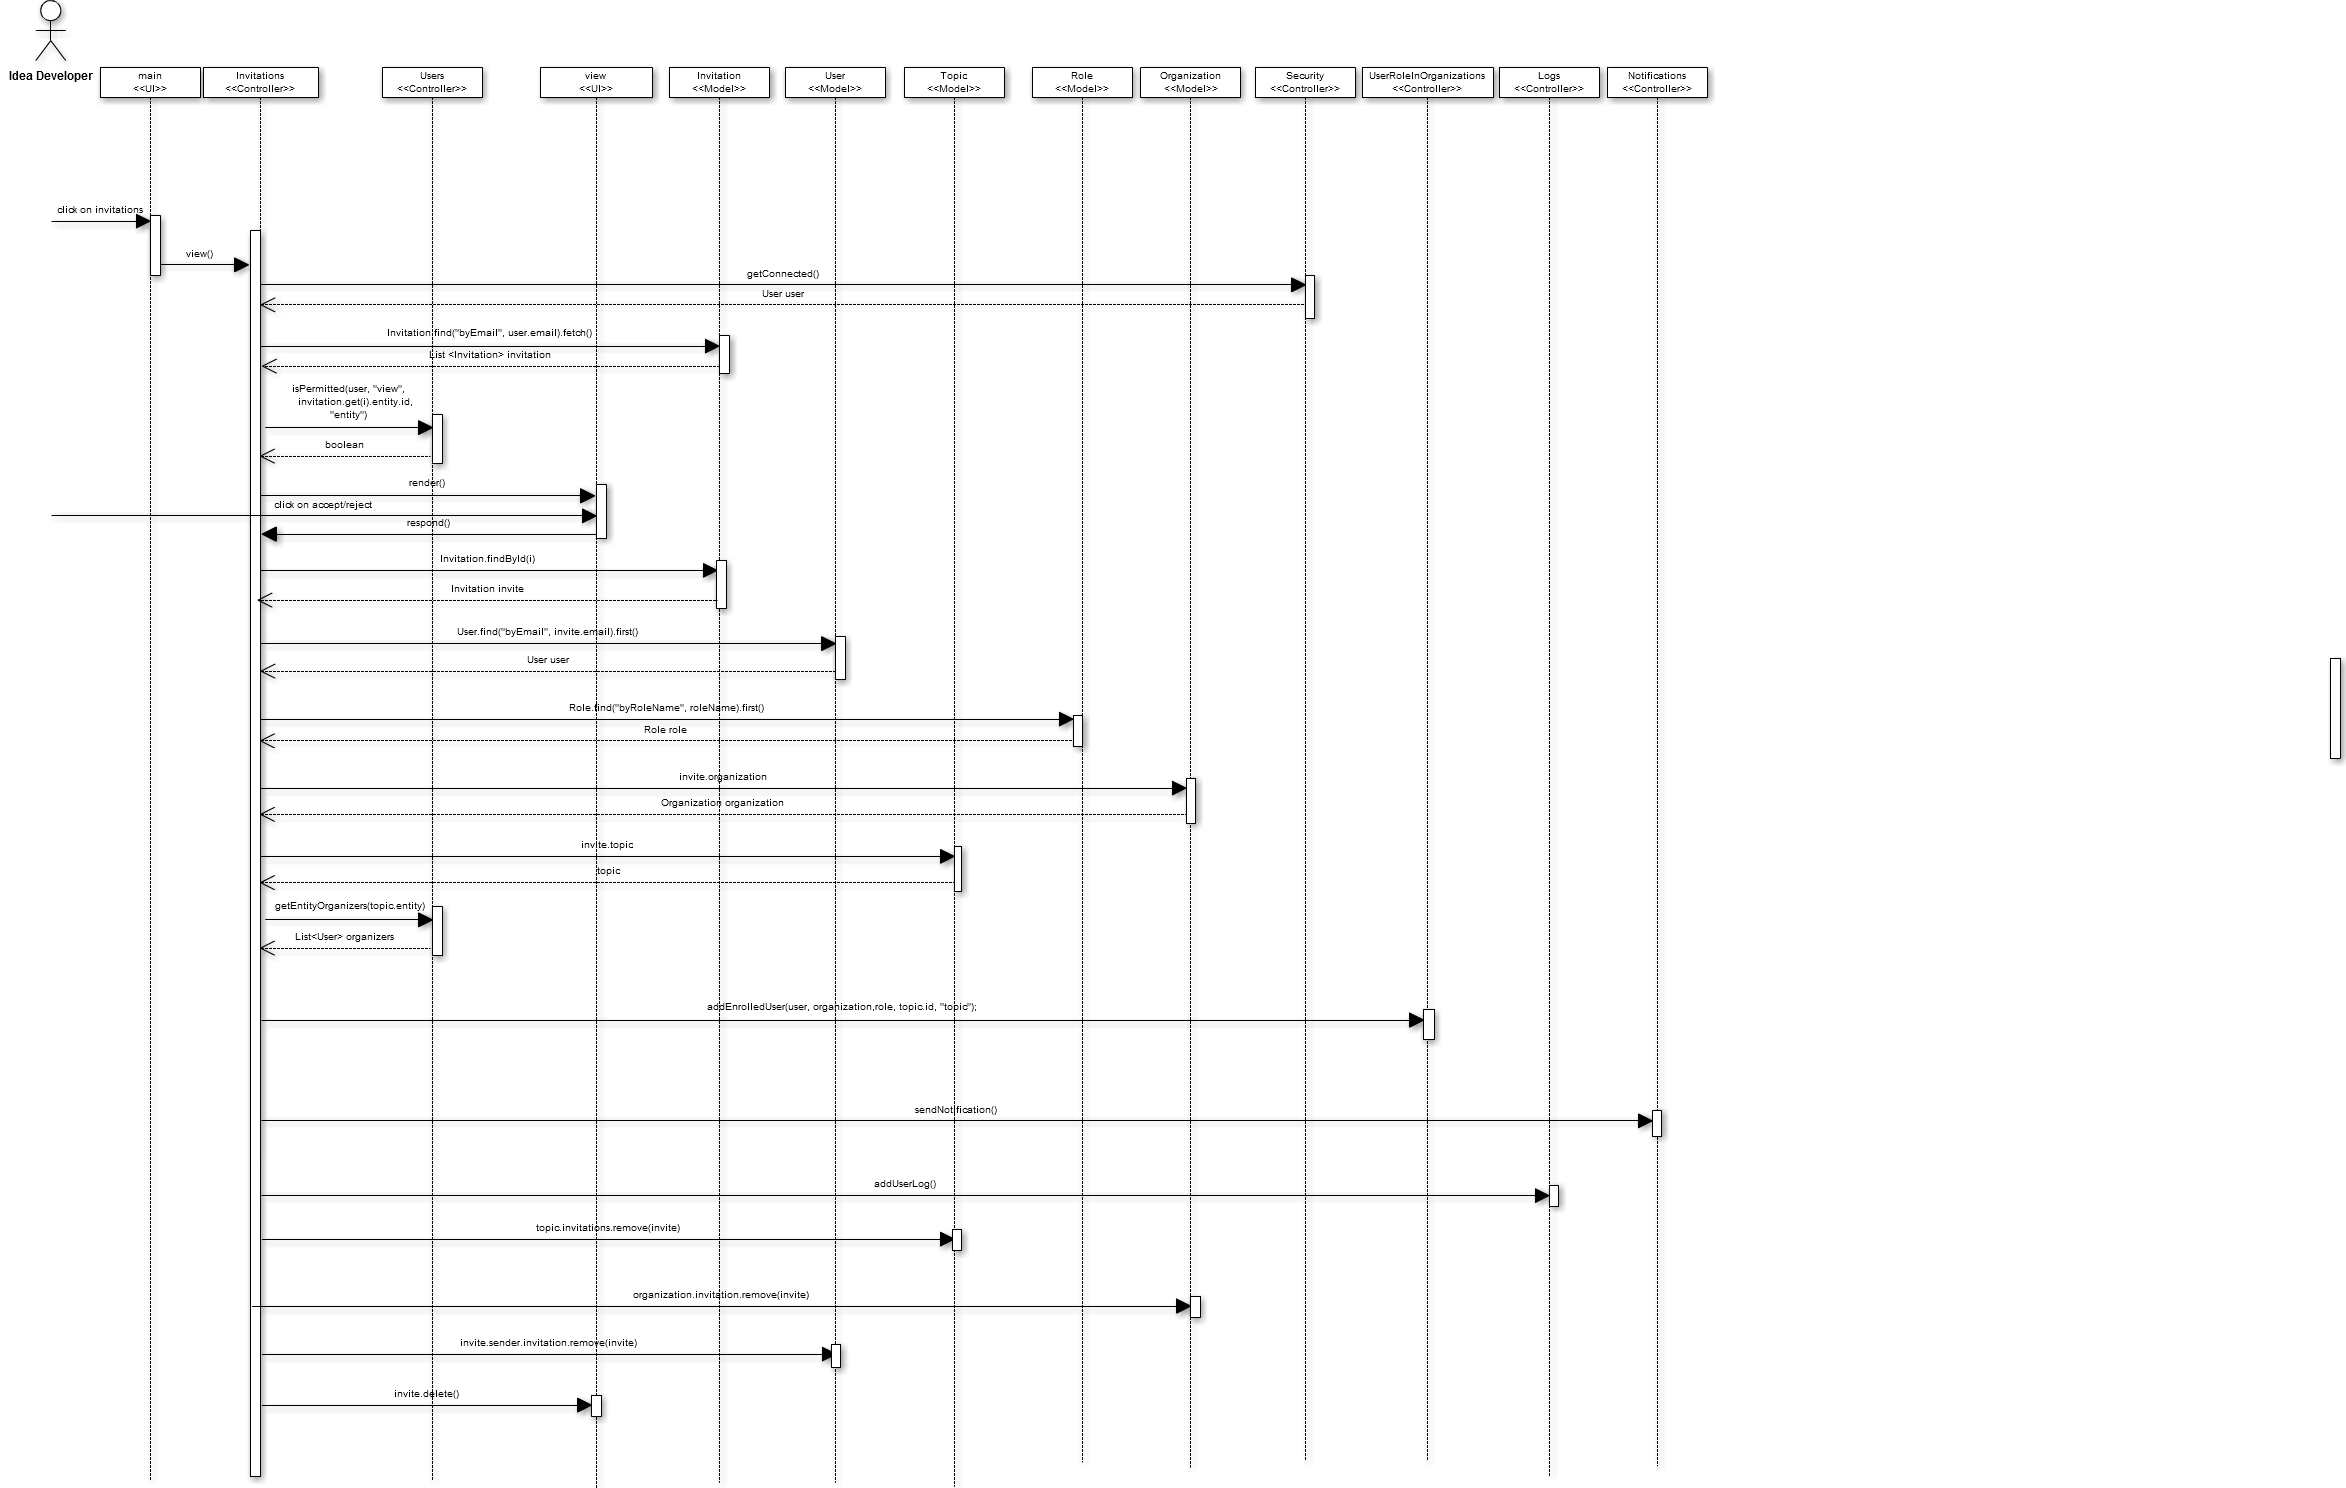 Idea Developer
main
<<UI>>
Invitations
<<Controller>>
Users
<<Controller>>
view
<<UI>>
Invitation
<<Model>>
User
<<Model>>
Topic
<<Model>>
Role
<<Model>>
Organization
<<Model>>
Security
<<Controller>>
UserRoleInOrganizations
<<Controller>>
Logs
<<Controller>>
Notifications
<<Controller>>
click on invitations
view()
getConnected()
User user
Invitation.find("byEmail", user.email).fetch()
List <Invitation> invitation
isPermitted(user, "view",
invitation.get(i).entity.id,
"entity")
boolean
render()
click on accept/reject
respond()
Invitation.findById(i)
Invitation invite
User.find("byEmail", invite.email).first()
User user
Role.find("byRoleName", roleName).first()
Role role
invite.organization
Organization organization
invite.topic
topic
getEntityOrganizers(topic.entity)
List<User> organizers
addEnrolledUser(user, organization,role, topic.id, "topic");
sendNotification()
addUserLog()
topic.invitations.remove(invite)
organization.invitation.remove(invite)
invite.sender.invitation.remove(invite)
invite.delete()